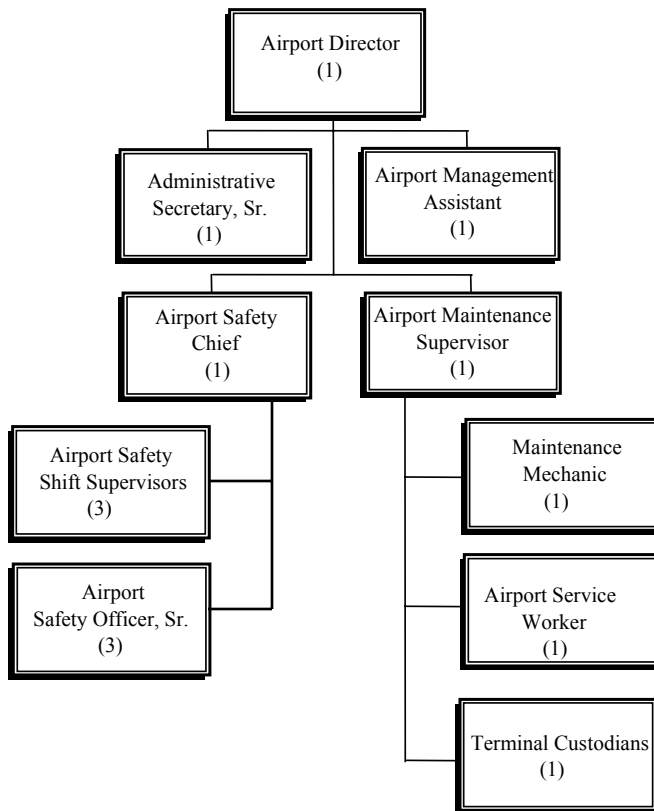 Airport Director
(1)
Administrative
Secretary, Sr.
(1)
Airport Management
Assistant
(1)
Airport Safety
Chief
(1)
Airport Maintenance
Supervisor
(1)
Airport Safety
Shift Supervisors
(3)
Maintenance
Mechanic
(1)
Airport
Safety Officer, Sr.
(3)
Airport Service
Worker
(1)
Terminal Custodians
(1)